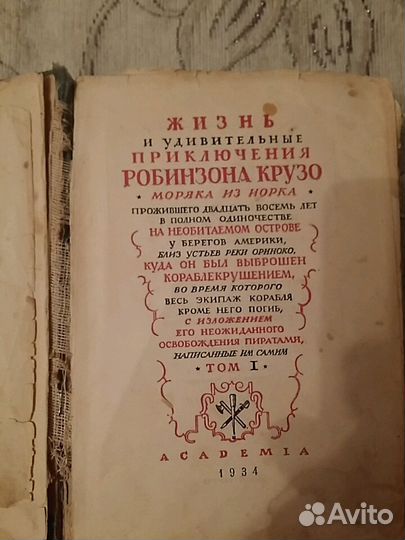 ЖИЗНЬ
И УДИВИТЕЛЬНЫЕ
ПРИКЛЮЧЕНИЯ
РОБИНЗОНА КРУЗО
МОРЯКА ИЗ ИОРКА
ПРОЖИВШЕГО ДВАДЦАТЬ ВОСЕМЬ ЛЕТ
В ПОЛНОМ ОДИНОЧЕСТВЕ
НА НЕОБИТАЕМОМ ОСТРОВЕ
У БЕРЕГОВ АМЕРИКИ,
БЛИЗ УСТЬЕВ РЕКИ ОРИНОКО,
КУДА ОН БЫЛ ВЫБРОШЕН
КОРАБЛЕКРУШЕНИЕМ,
ВО ВРЕМЯ КОТОРОГО
ВЕСЬ ЭКИПАЖ КОРАБЛЯ
КРОМЕ НЕГО ПОГИБ,
С ИЗЛОЖЕНИЕМ
ЕГО НЕОЖИДАННОГО
ОСВОБОЖДЕНИЯ ПИРАТАМИ,
НАПИСАННЫЕ ИМ САМИМ
ТОМ I
ACADEMIA
1934
Avito